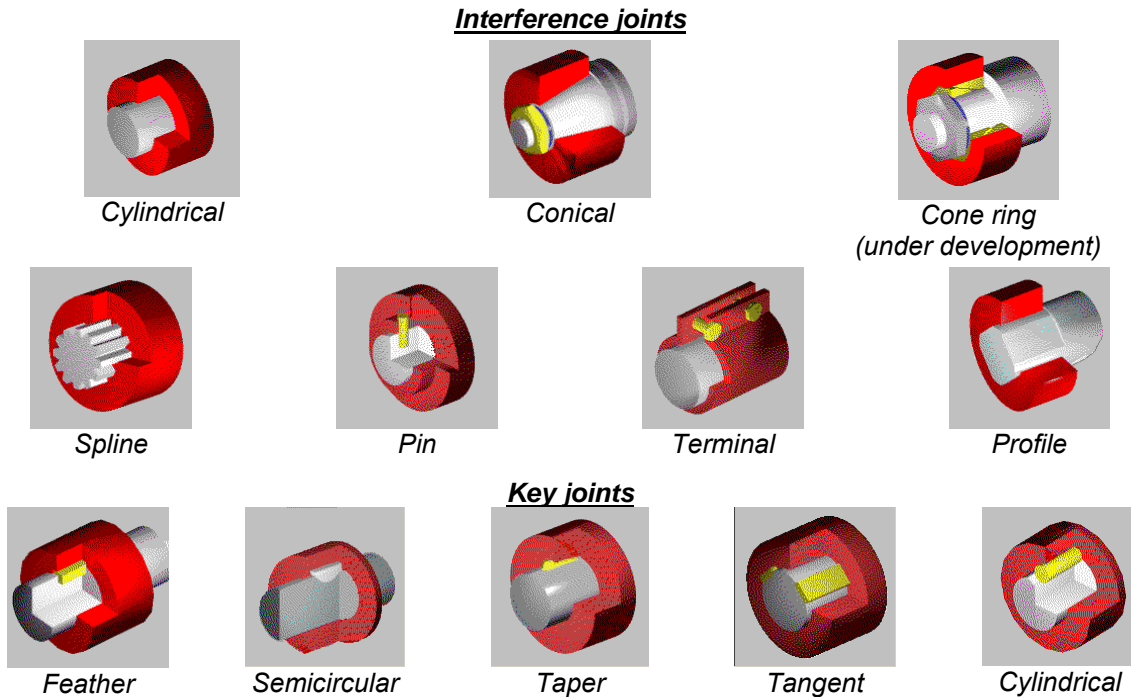 Interference joints
Cylindrical
Conical
Cone ring
(under development)
Spline
Pin
Terminal
Profile
Key joints
Feather
Semicircular
Taper
Tangent
Cylindrical